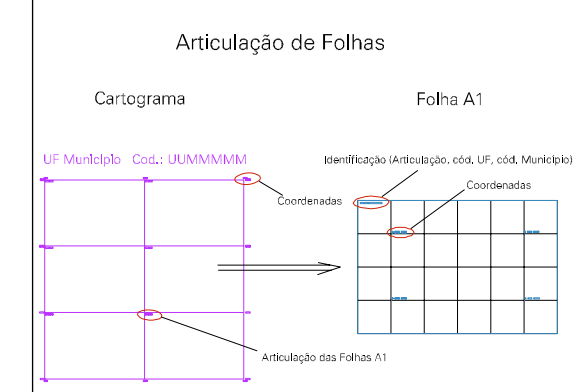 Articulação de Folhas
Cartograma
Folha A1
UF Município Cod.: UUMMMMM
Identificação (Articulação, cód. UF, cód. Município)
Coordenadas
Coordenadas
Articulação das Folhas A1